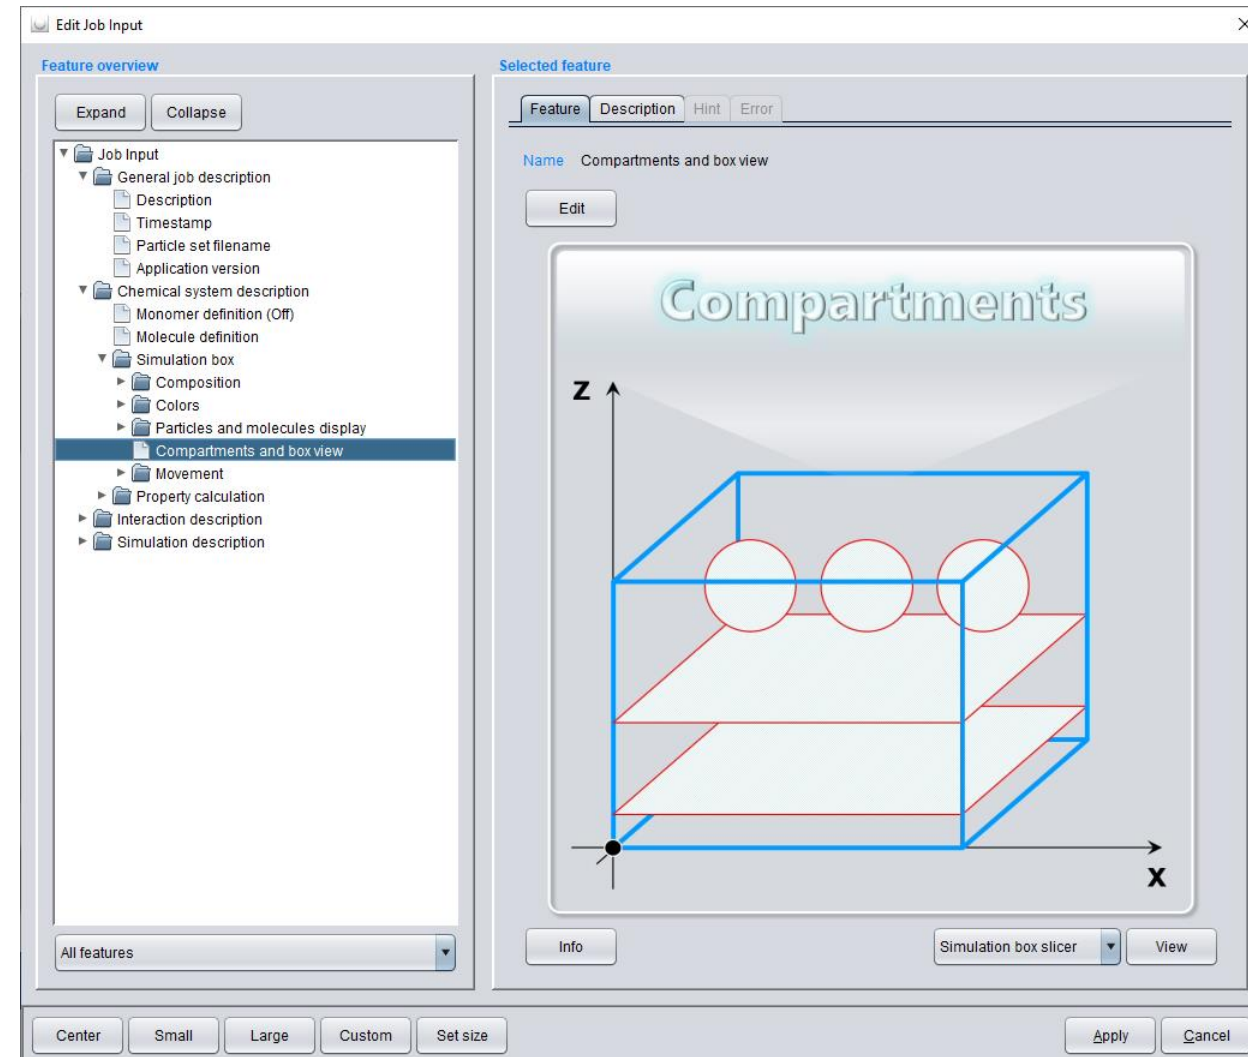 Edit Job Input
Feature overview
Expand
Collapse
Job Input
General job description
Description
Timestamp
Particle set filename
Application version
Chemical system description
Monomer definition (Off)
Molecule definition
Simulation box
Composition
Colors
Particles and molecules display
Compartments and box view
Movement
Property calculation
Interaction description
Simulation description
All features
Selected feature
Feature
Description
Hint
Error
Name Compartments and box view
Edit
Compartments
Z
X
Info
Simulation box slicer
View
Center
Small
Large
Custom
Set size
Apply
Cancel